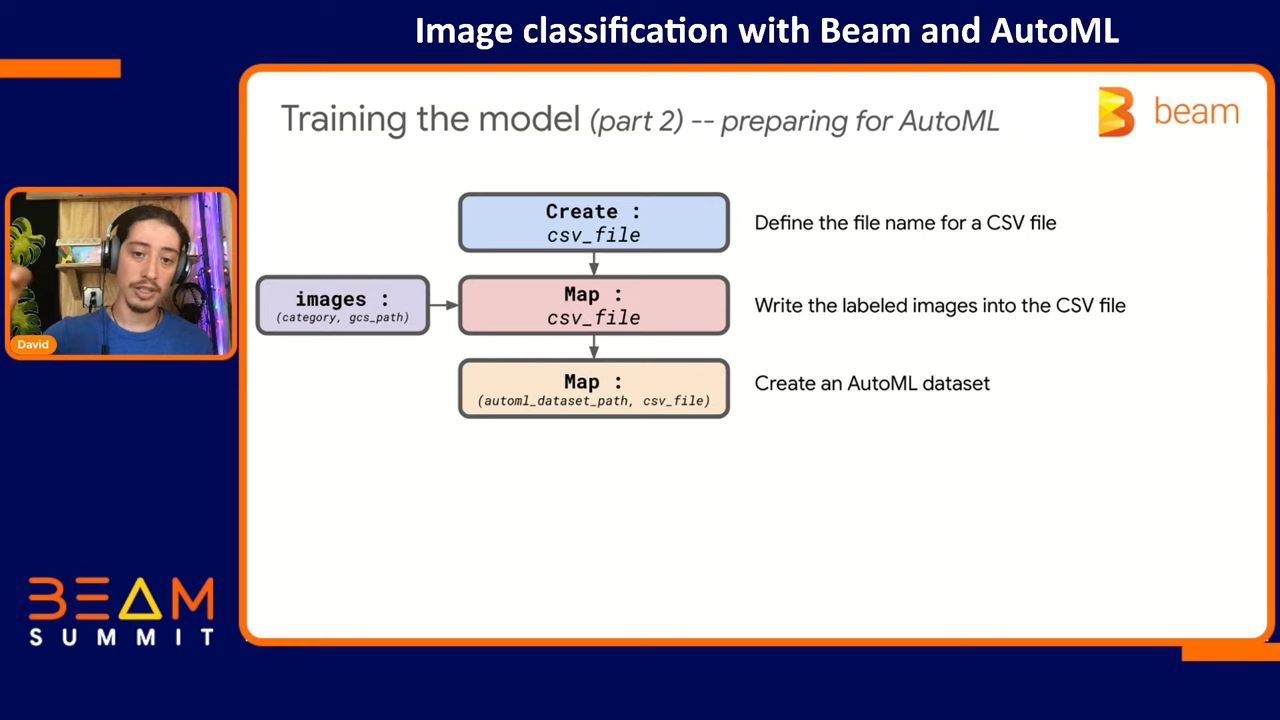 Image classification with Beam and AutoML
Training the model (part 2) -- preparing for AutoML
beam
Create :
csv_file
Define the file name for a CSV file
images :
(category, gcs_path)
Map :
csv_file
Write the labeled images into the CSV file
Map :
(automl_dataset_path, csv_file)
Create an AutoML dataset
David
BEAM
SUMMIT